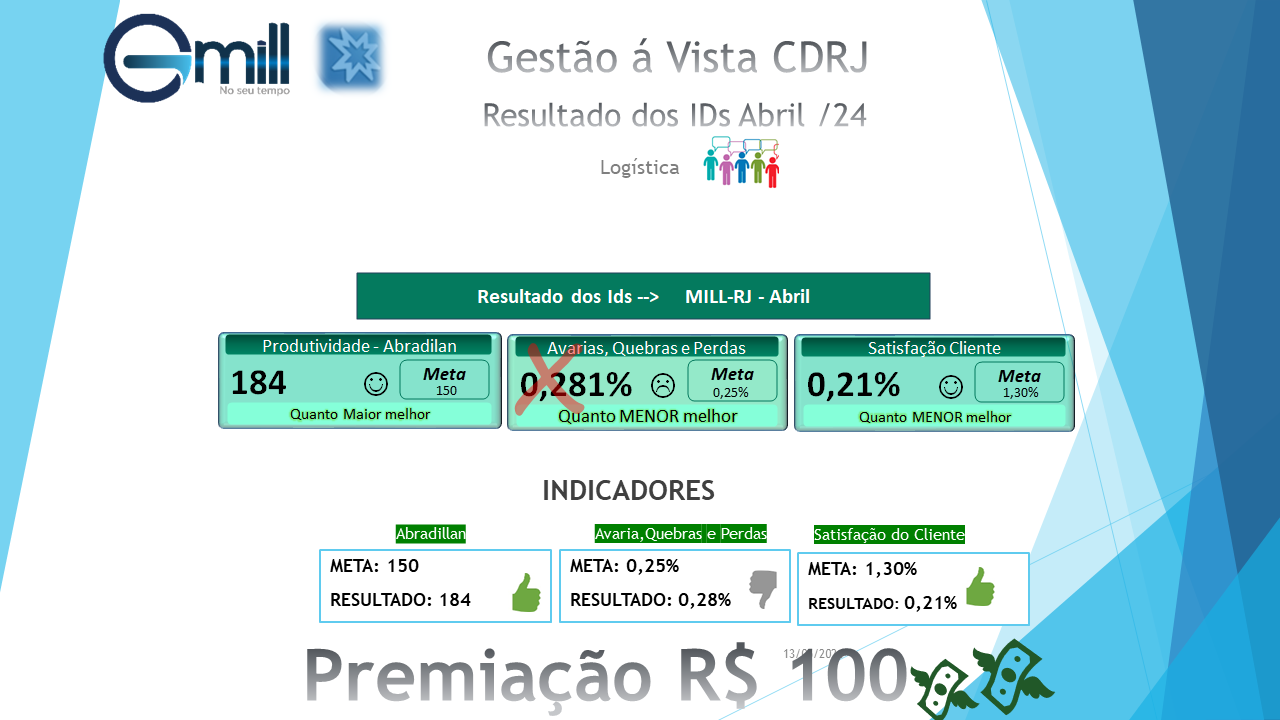 mill
No seu tempo
Gestão á Vista CDRJ
Resultado dos IDs Abril /24
Logística
Resultado dos Ids --> MILL-RJ - Abril
Produtividade - Abradilan
184
Meta
150
Quanto Maior melhor
Avarias, Quebras e Perdas
0,281%
Meta
0,25%
Quanto MENOR melhor
Satisfação Cliente
0,21%
Meta
1,30%
Quanto MENOR melhor
INDICADORES
Abradillan
META: 150
RESULTADO: 184
Avaria,Quebras e Perdas
META: 0,25%
RESULTADO: 0,28%
Satisfação do Cliente
META: 1,30%
RESULTADO: 0,21%
Premiação R$ 100